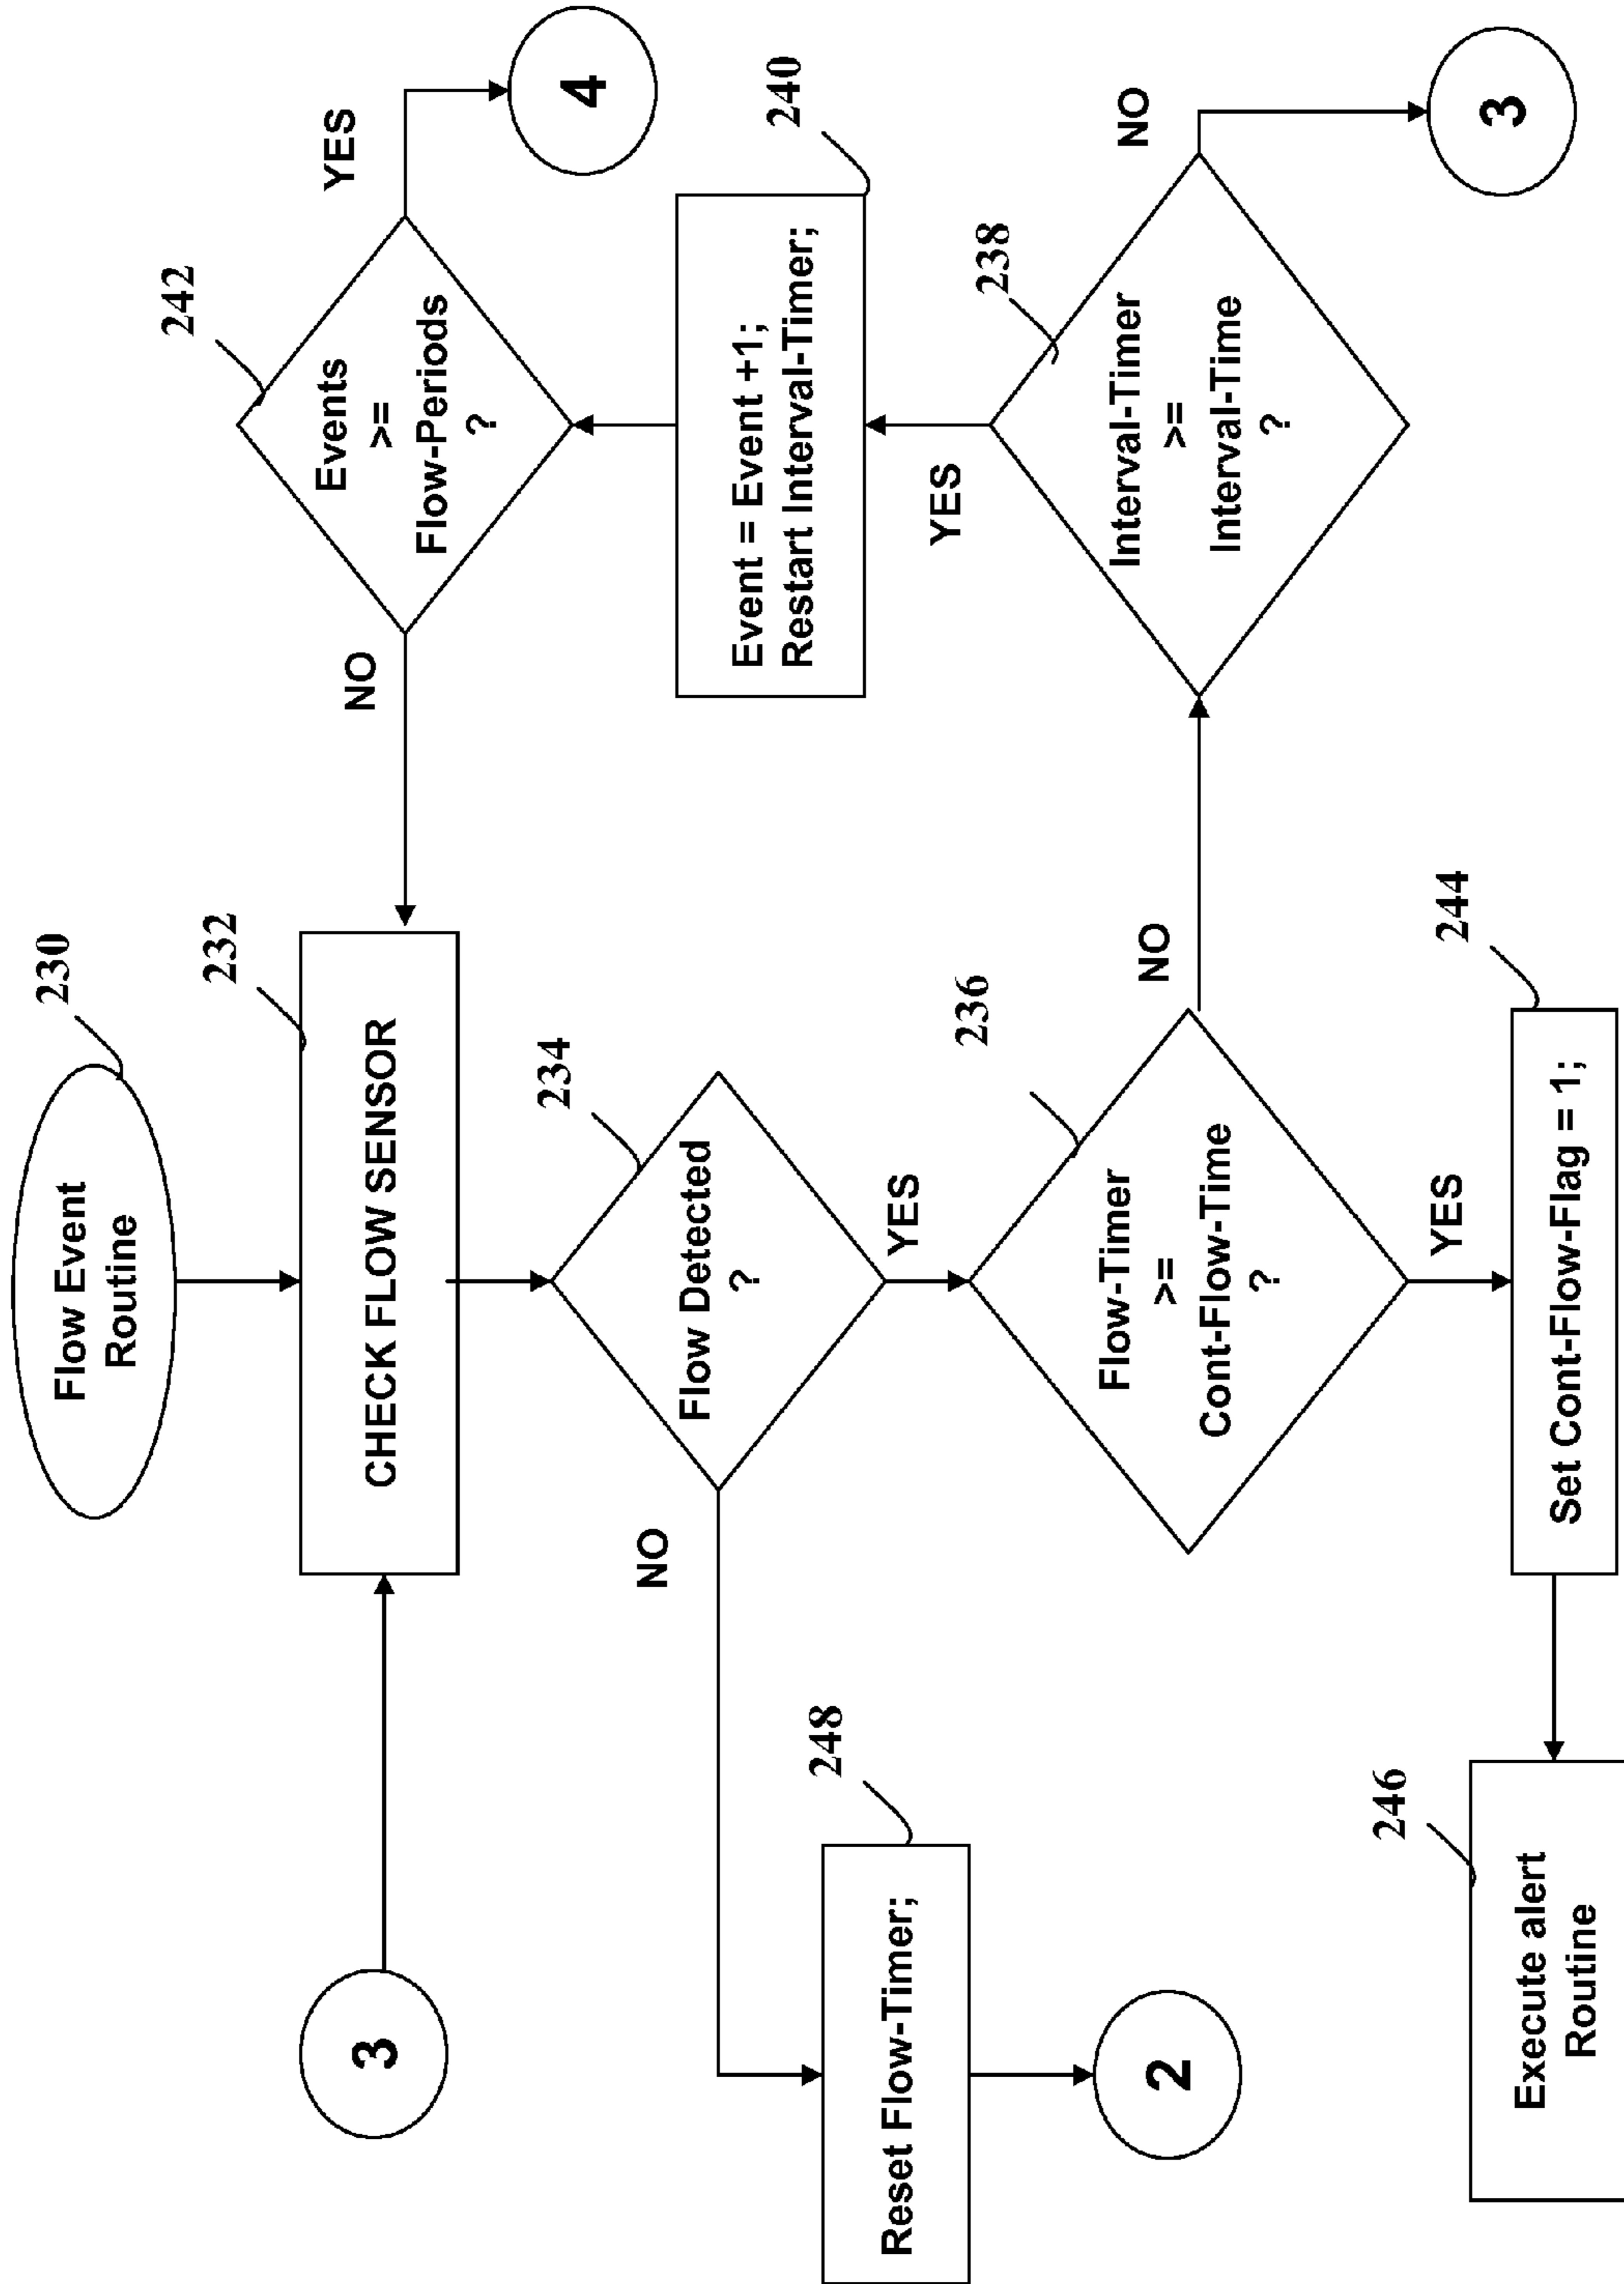 Flow Event
Routine
230
CHECK FLOW SENSOR
232
3
Flow Detected
?
234
NO
YES
Reset Flow-Timer;
248
2
Flow-Timer
>=
Cont-Flow-Time
?
236
NO
YES
Set Cont-Flow-Flag = 1;
244
Execute alert
Routine
246
Interval-Timer
>=
Interval-Time
?
238
NO
3
YES
Event = Event +1;
Restart Interval-Timer;
240
Events
>=
Flow-Periods
?
242
NO
YES
4